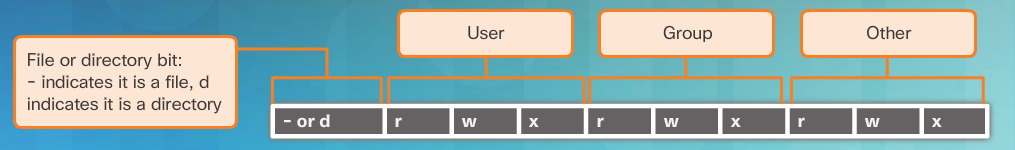 User
Group
Other
File or directory bit:
- indicates it is a file, d
indicates it is a directory
- or d r w x r w x r w x